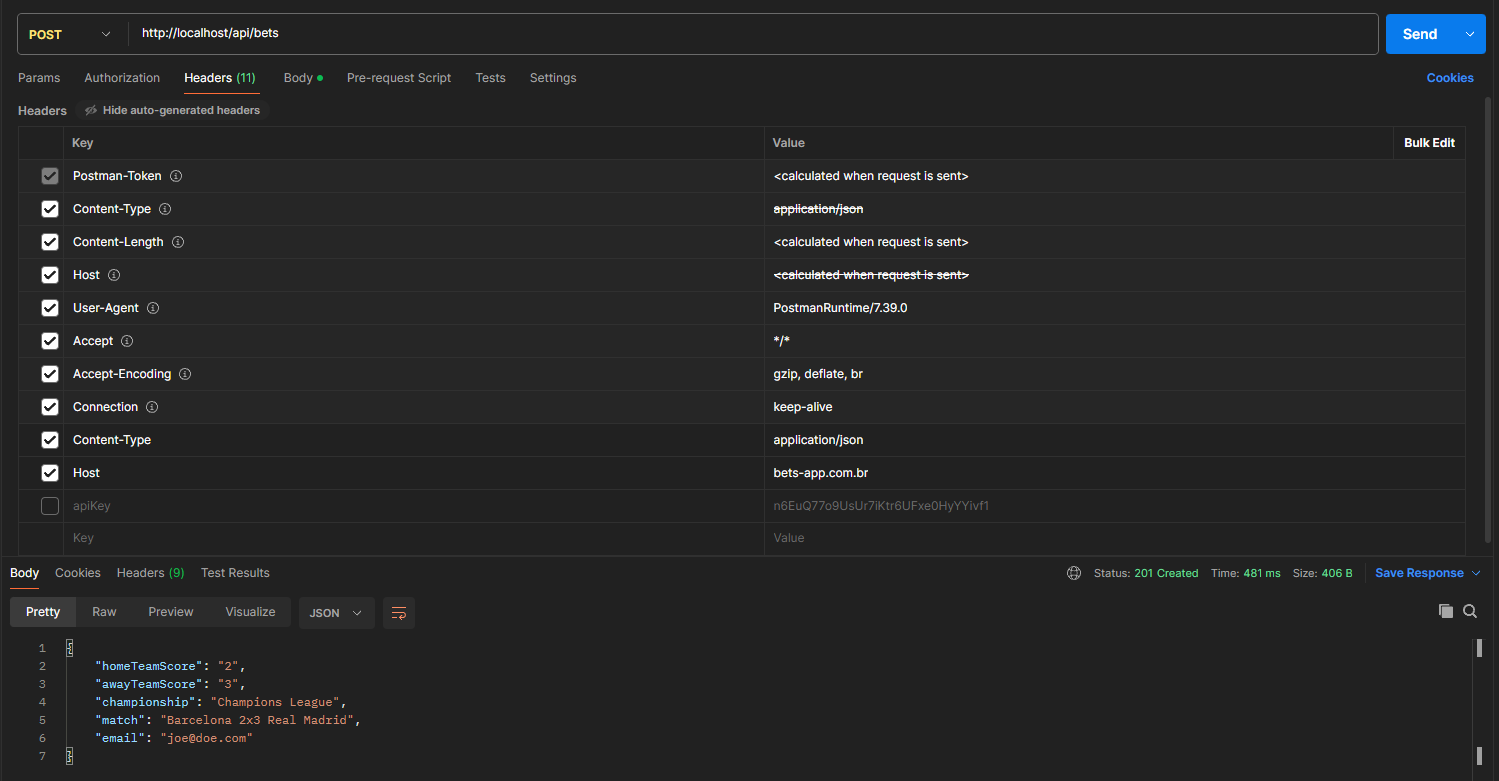 POST http://localhost/api/bets Send
Params Authorization Headers (11) Body Pre-request Script Tests Settings Cookies
Headers Hide auto-generated headers
Key Value Bulk Edit
Postman-Token <calculated when request is sent>
Content-Type application/json
Content-Length <calculated when request is sent>
Host <calculated when request is sent>
User-Agent PostmanRuntime/7.39.0
Accept */*
Accept-Encoding gzip, deflate, br
Connection keep-alive
Content-Type application/json
Host bets-app.com.br
apiKey n6EuQ77o9UsUr7iKtr6UFxe0HyYYivf1
Key Value
Body Cookies Headers (9) Test Results Status: 201 Created Time: 481 ms Size: 406 B Save Response
Pretty Raw Preview Visualize JSON
1 {
2 "homeTeamScore": "2",
3 "awayTeamScore": "3",
4 "championship": "Champions League",
5 "match": "Barcelona 2x3 Real Madrid",
6 "email": "joe@doe.com"
7 }